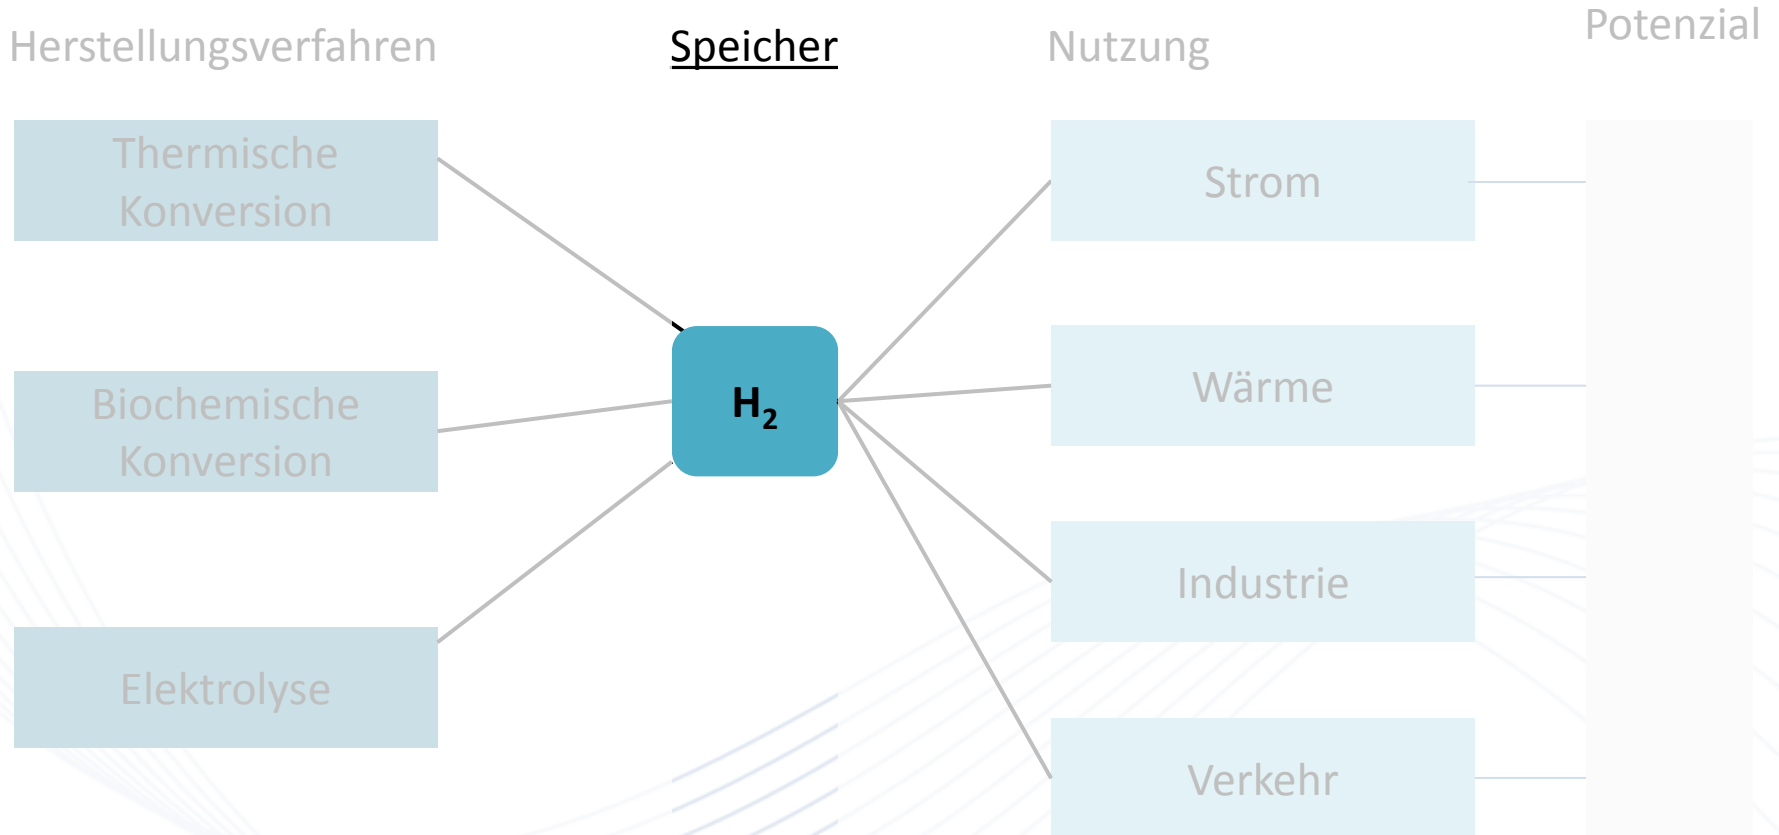 Herstellungsverfahren
Speicher
Nutzung
Potenzial
Thermische
Konversion
Biochemische
Konversion
Elektrolyse
H₂
Strom
Wärme
Industrie
Verkehr